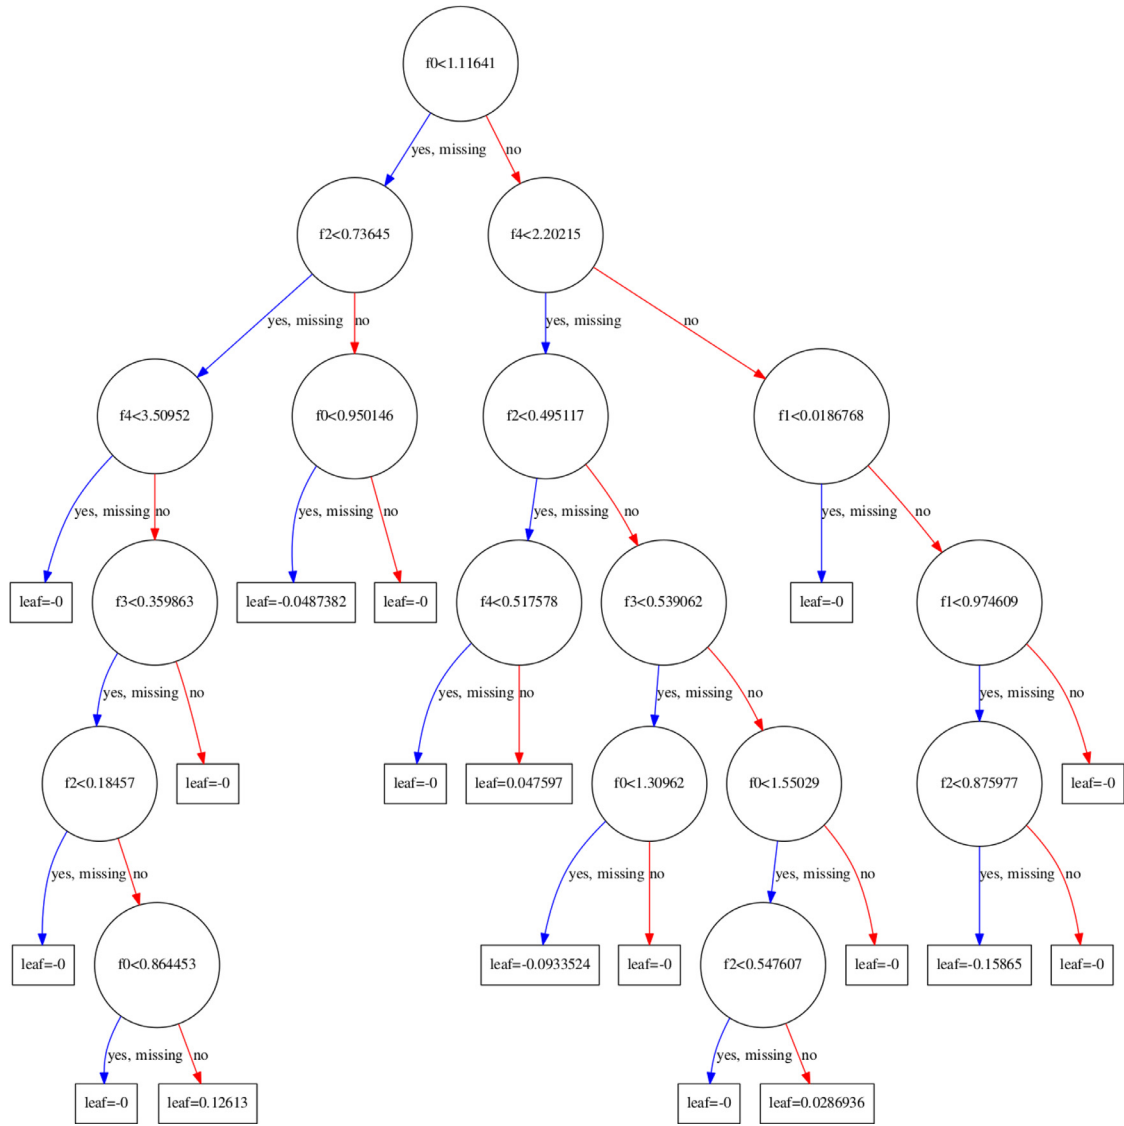 f0<1.11641
yes, missing
no
f2<0.73645
f4<2.20215
yes, missing
no
yes, missing
no
f4<3.50952
f0<0.950146
f2<0.495117
f1<0.0186768
yes, missing
no
yes, missing
no
yes, missing
no
yes, missing
no
leaf=-0
f3<0.359863
leaf=-0.0487382
leaf=-0
f4<0.517578
f3<0.539062
leaf=-0
f1<0.974609
yes, missing
no
yes, missing
no
yes, missing
no
yes, missing
no
f2<0.18457
leaf=-0
leaf=-0
leaf=0.047597
f0<1.30962
f0<1.55029
f2<0.875977
leaf=-0
yes, missing
no
yes, missing
no
yes, missing
no
yes, missing
no
leaf=-0
f0<0.864453
leaf=-0.0933524
leaf=-0
f2<0.547607
leaf=-0
leaf=-0.15865
leaf=-0
yes, missing
no
yes, missing
no
leaf=-0
leaf=0.12613
leaf=-0
leaf=0.0286936